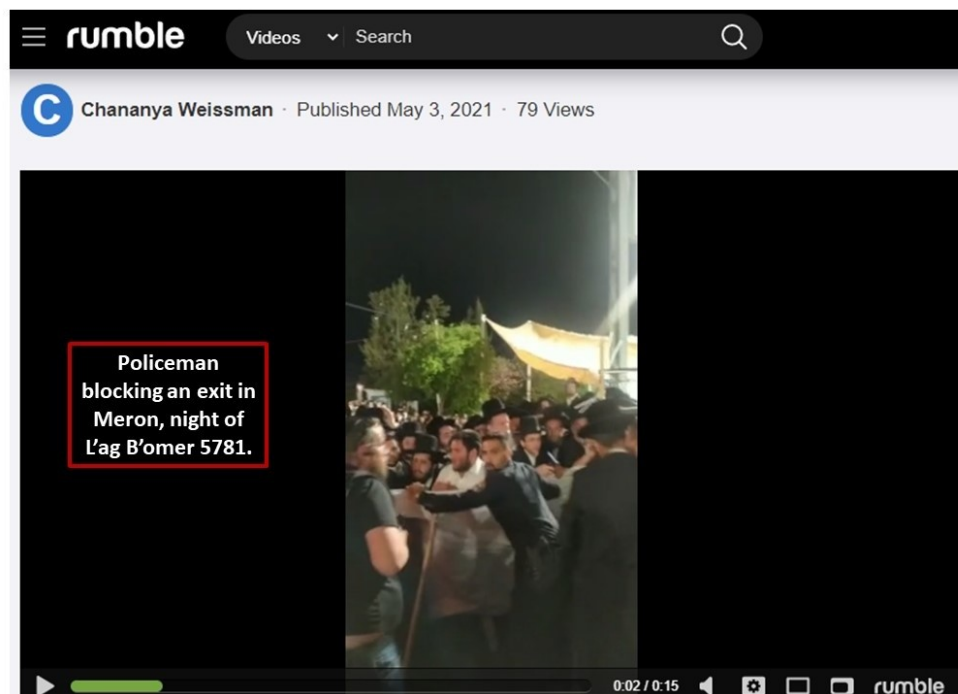 rumble
Videos
Search
C
Chananya Weissman · Published May 3, 2021 · 79 Views
Policeman
blocking an exit in
Meron, night of
L'ag B'omer 5781.
0:02 / 0:15
rumble